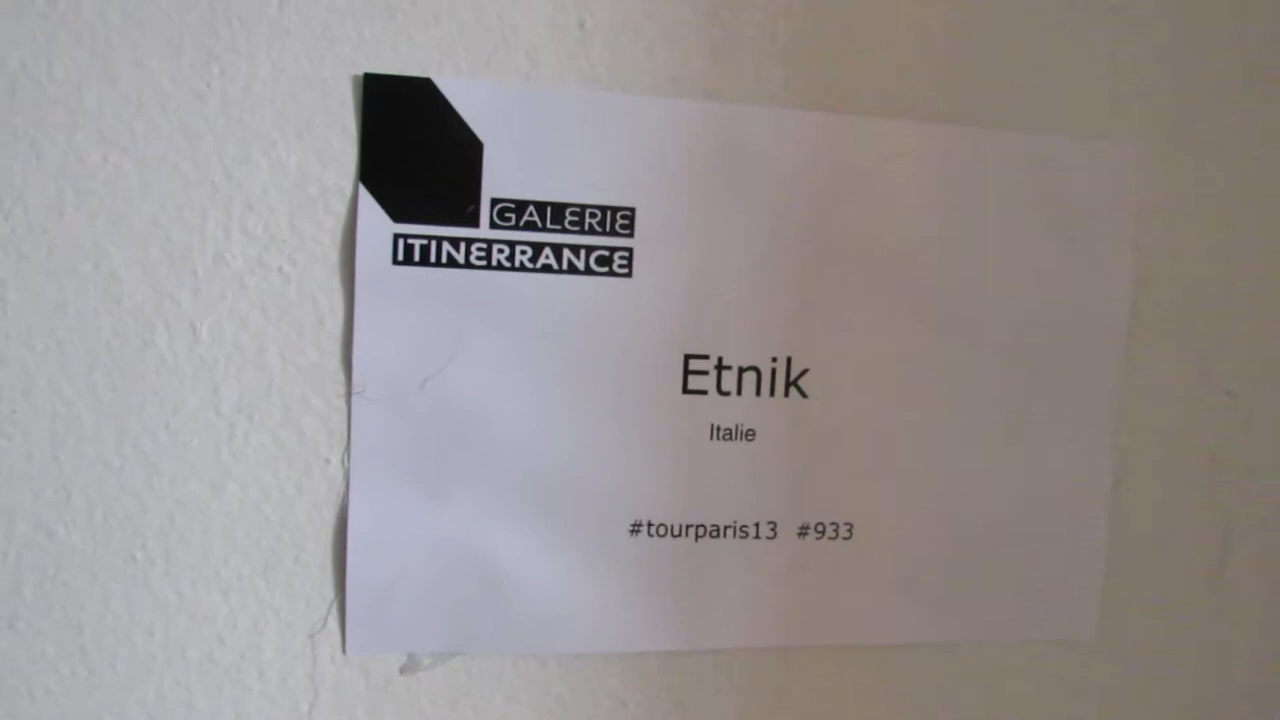 GALERIE
ITINERRANCE
Etnik
Italie
#tourparis13 #933